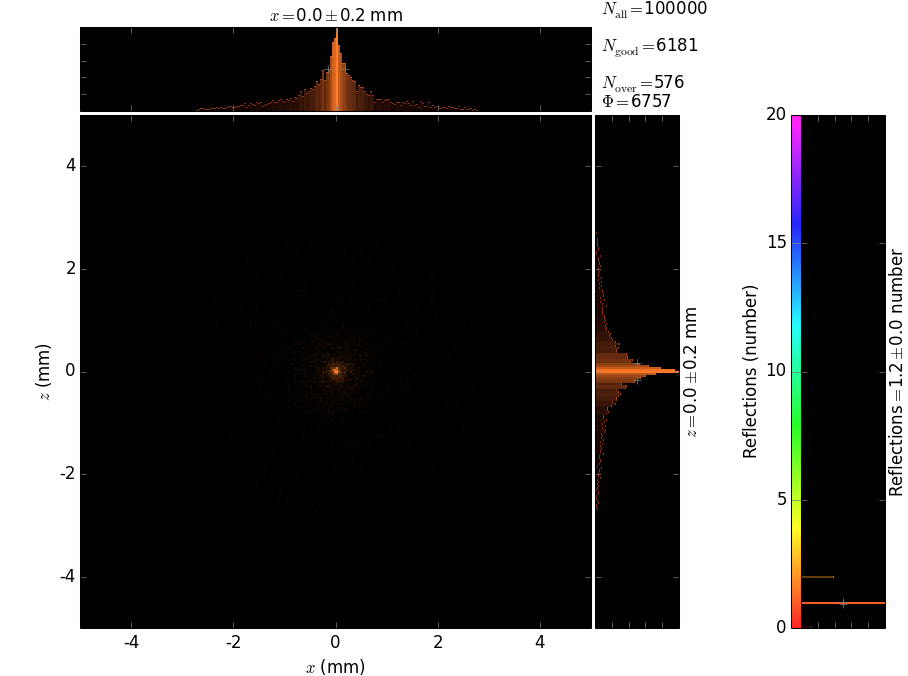 x = 0.0 ± 0.2 mm
N_all = 100000
N_good = 6181
N_over = 576
Φ = 6757
4
2
0
-2
-4
z (mm)
-4 -2 0 2 4
x (mm)
z = 0.0 ± 0.2 mm
20
15
10
5
0
Reflections (number)
Reflections = 1.2 ± 0.0 number